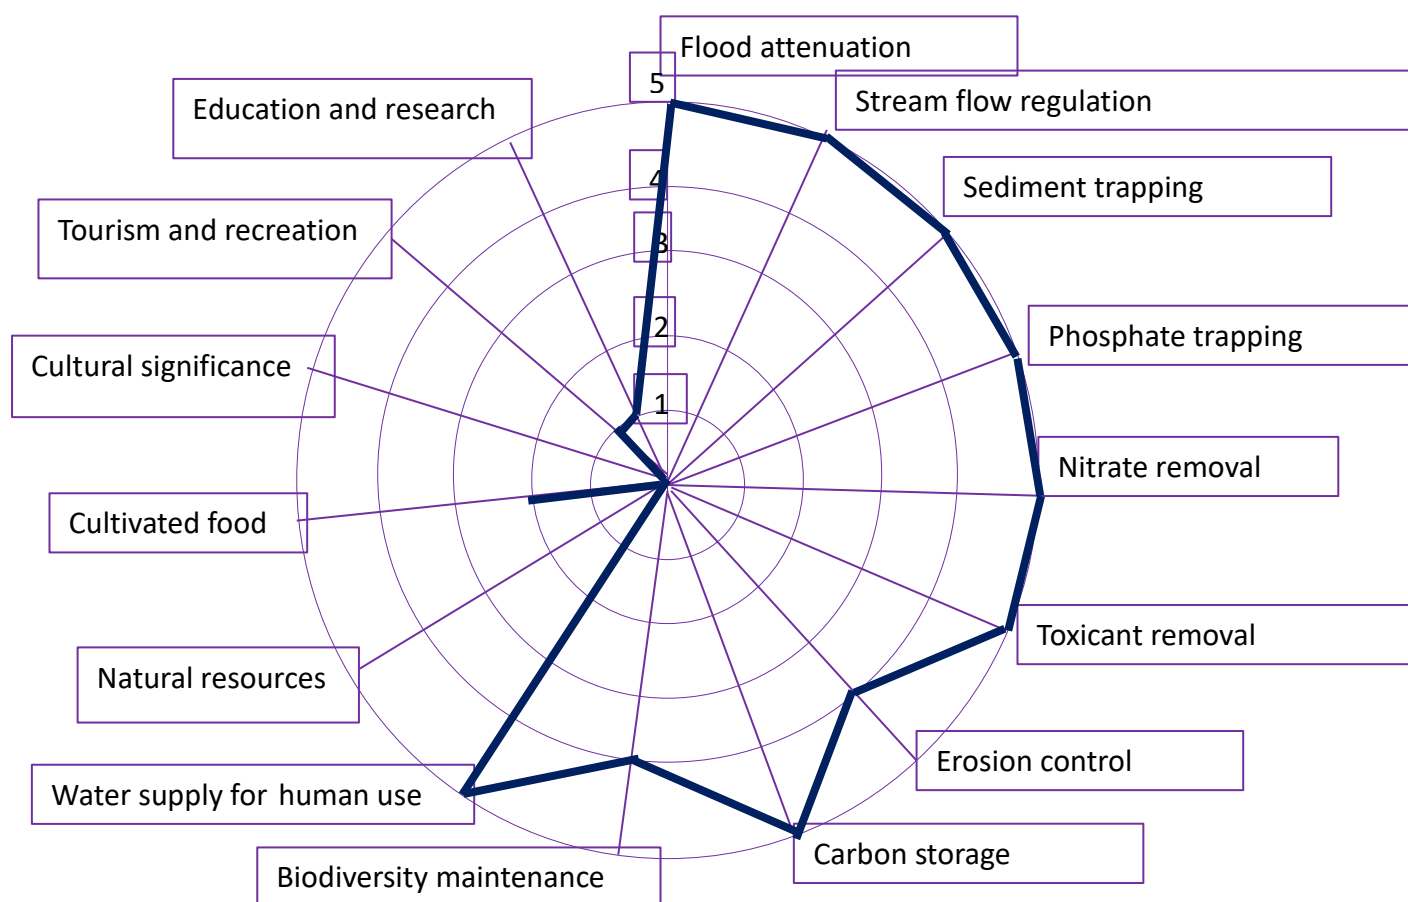 Flood attenuation
5
Stream flow regulation
Education and research
4
Sediment trapping
Tourism and recreation
3
2
Phosphate trapping
Cultural significance
1
Nitrate removal
Cultivated food
Toxicant removal
Natural resources
Erosion control
Water supply for human use
Carbon storage
Biodiversity maintenance